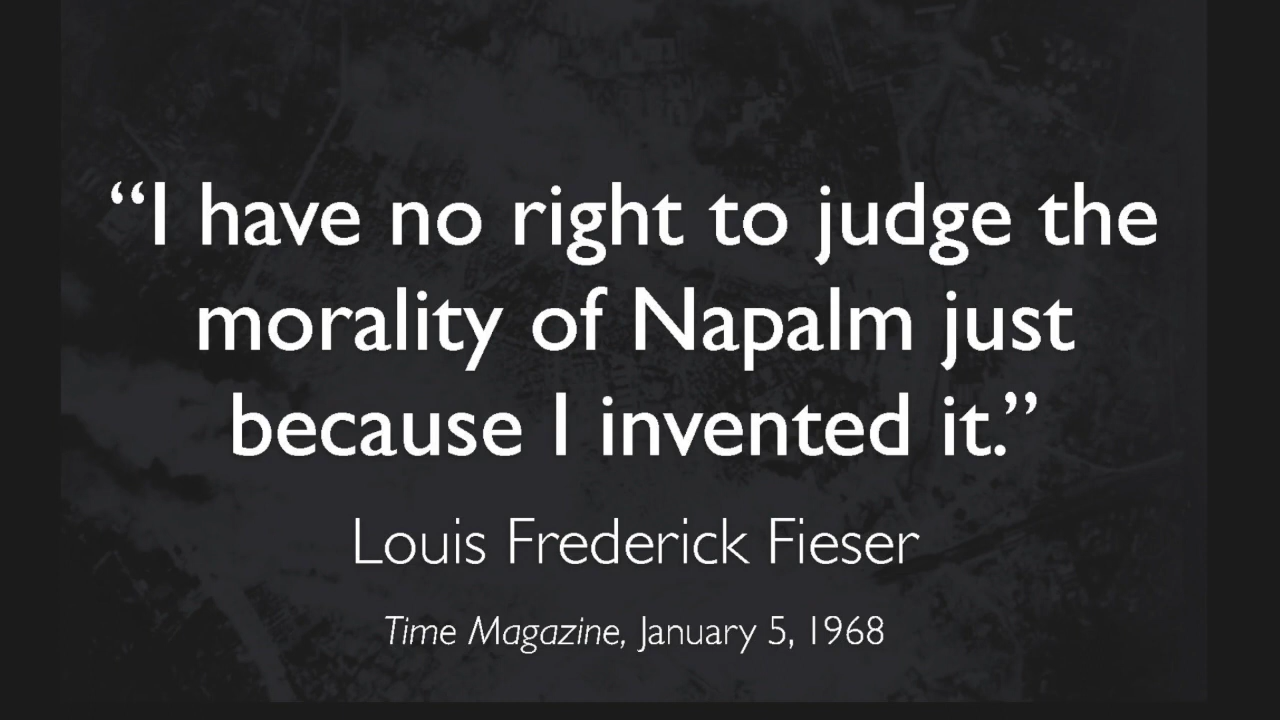 “I have no right to judge the
morality of Napalm just
because I invented it.”
Louis Frederick Fieser
Time Magazine, January 5, 1968